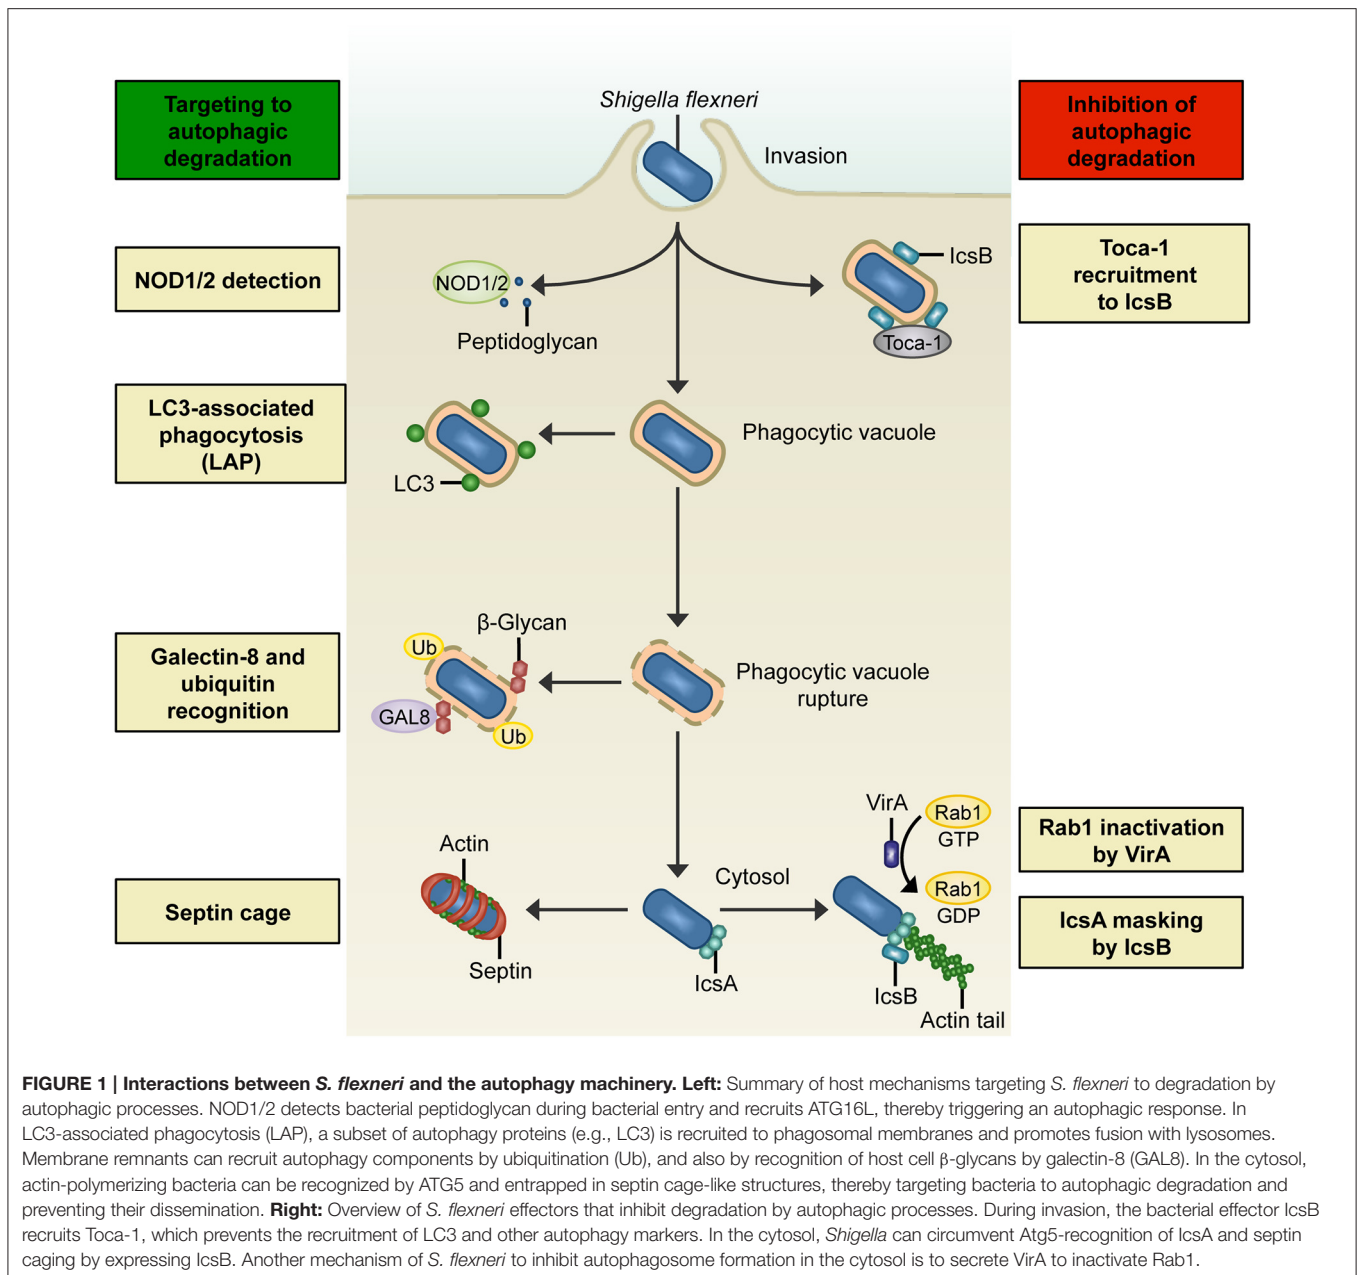 Targeting to
autophagic
degradation
Shigella flexneri
Invasion
Inhibition of
autophagic
degradation
NOD1/2 detection
NOD1/2
Peptidoglycan
IcsB
Toca-1
Toca-1
recruitment
to IcsB
LC3-associated
phagocytosis
(LAP)
LC3
Phagocytic vacuole
Galectin-8 and
ubiquitin
recognition
Ub
β-Glycan
GAL8
Ub
Phagocytic vacuole
rupture
Septin cage
Actin
Septin
Cytosol
IcsA
VirA
Rab1
GTP
Rab1
GDP
IcsB
Actin tail
Rab1 inactivation
by VirA
IcsA masking
by IcsB
FIGURE 1 | Interactions between S. flexneri and the autophagy machinery. Left: Summary of host mechanisms targeting S. flexneri to degradation by
autophagic processes. NOD1/2 detects bacterial peptidoglycan during bacterial entry and recruits ATG16L, thereby triggering an autophagic response. In
LC3-associated phagocytosis (LAP), a subset of autophagy proteins (e.g., LC3) is recruited to phagosomal membranes and promotes fusion with lysosomes.
Membrane remnants can recruit autophagy components by ubiquitination (Ub), and also by recognition of host cell β-glycans by galectin-8 (GAL8). In the cytosol,
actin-polymerizing bacteria can be recognized by ATG5 and entrapped in septin cage-like structures, thereby targeting bacteria to autophagic degradation and
preventing their dissemination. Right: Overview of S. flexneri effectors that inhibit degradation by autophagic processes. During invasion, the bacterial effector IcsB
recruits Toca-1, which prevents the recruitment of LC3 and other autophagy markers. In the cytosol, Shigella can circumvent Atg5-recognition of IcsA and septin
caging by expressing IcsB. Another mechanism of S. flexneri to inhibit autophagosome formation in the cytosol is to secrete VirA to inactivate Rab1.